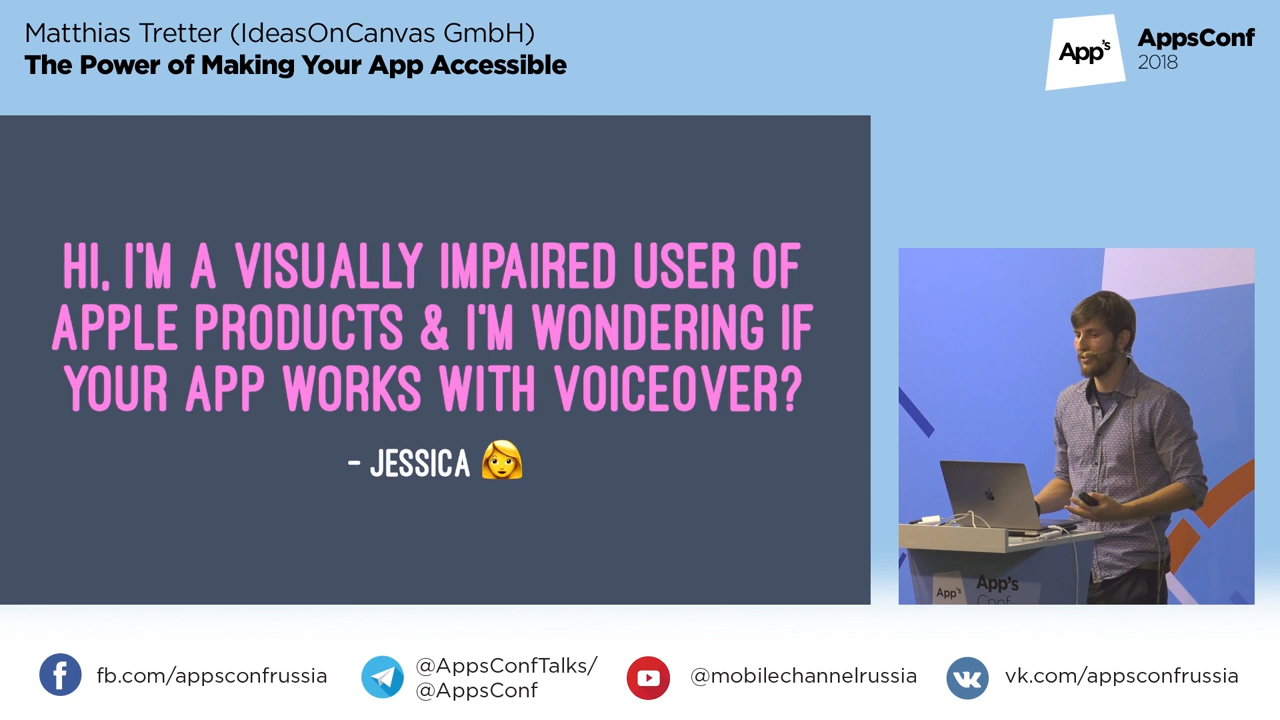 Matthias Tretter (IdeasOnCanvas GmbH)
The Power of Making Your App Accessible
App's
AppsConf
2018
HI, I'M A VISUALLY IMPAIRED USER OF
APPLE PRODUCTS & I'M WONDERING IF
YOUR APP WORKS WITH VOICEOVER?
- JESSICA
App's
App's
Conf
fb.com/appsconfrussia
@AppsConfTalks/
@AppsConf
@mobilechannelrussia
vk.com/appsconfrussia